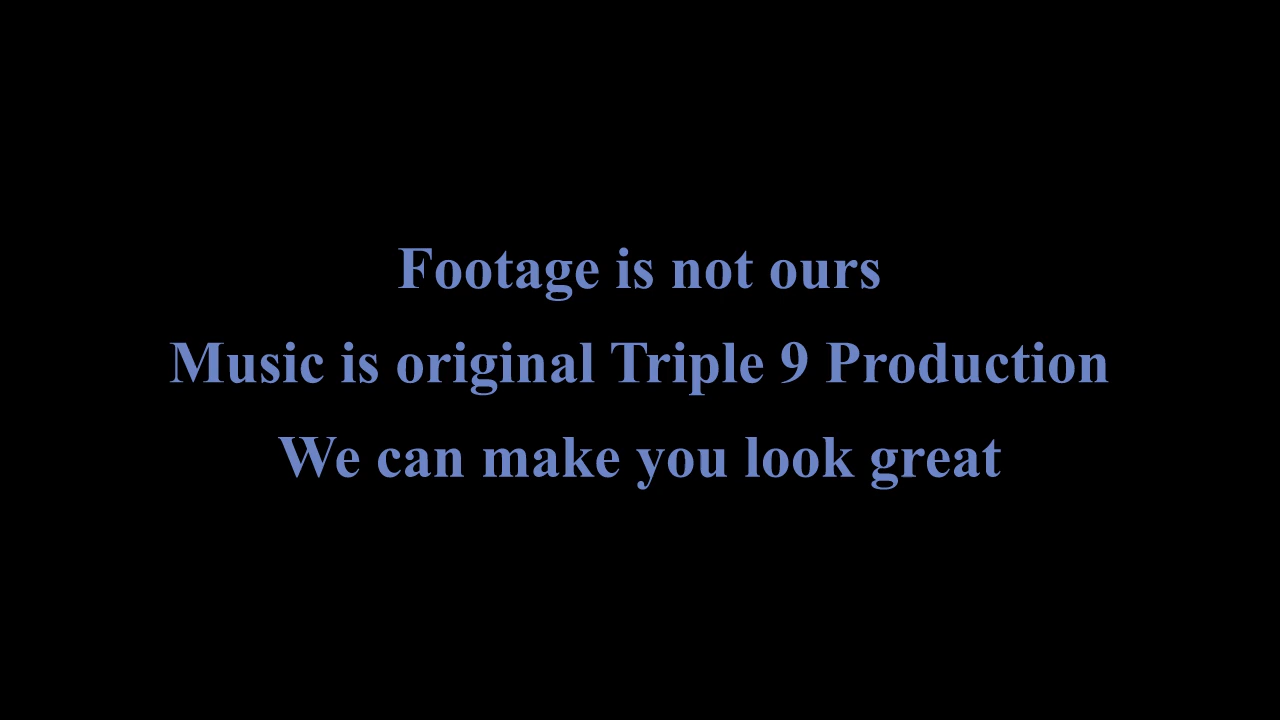 Footage is not ours
Music is original Triple 9 Production
We can make you look great